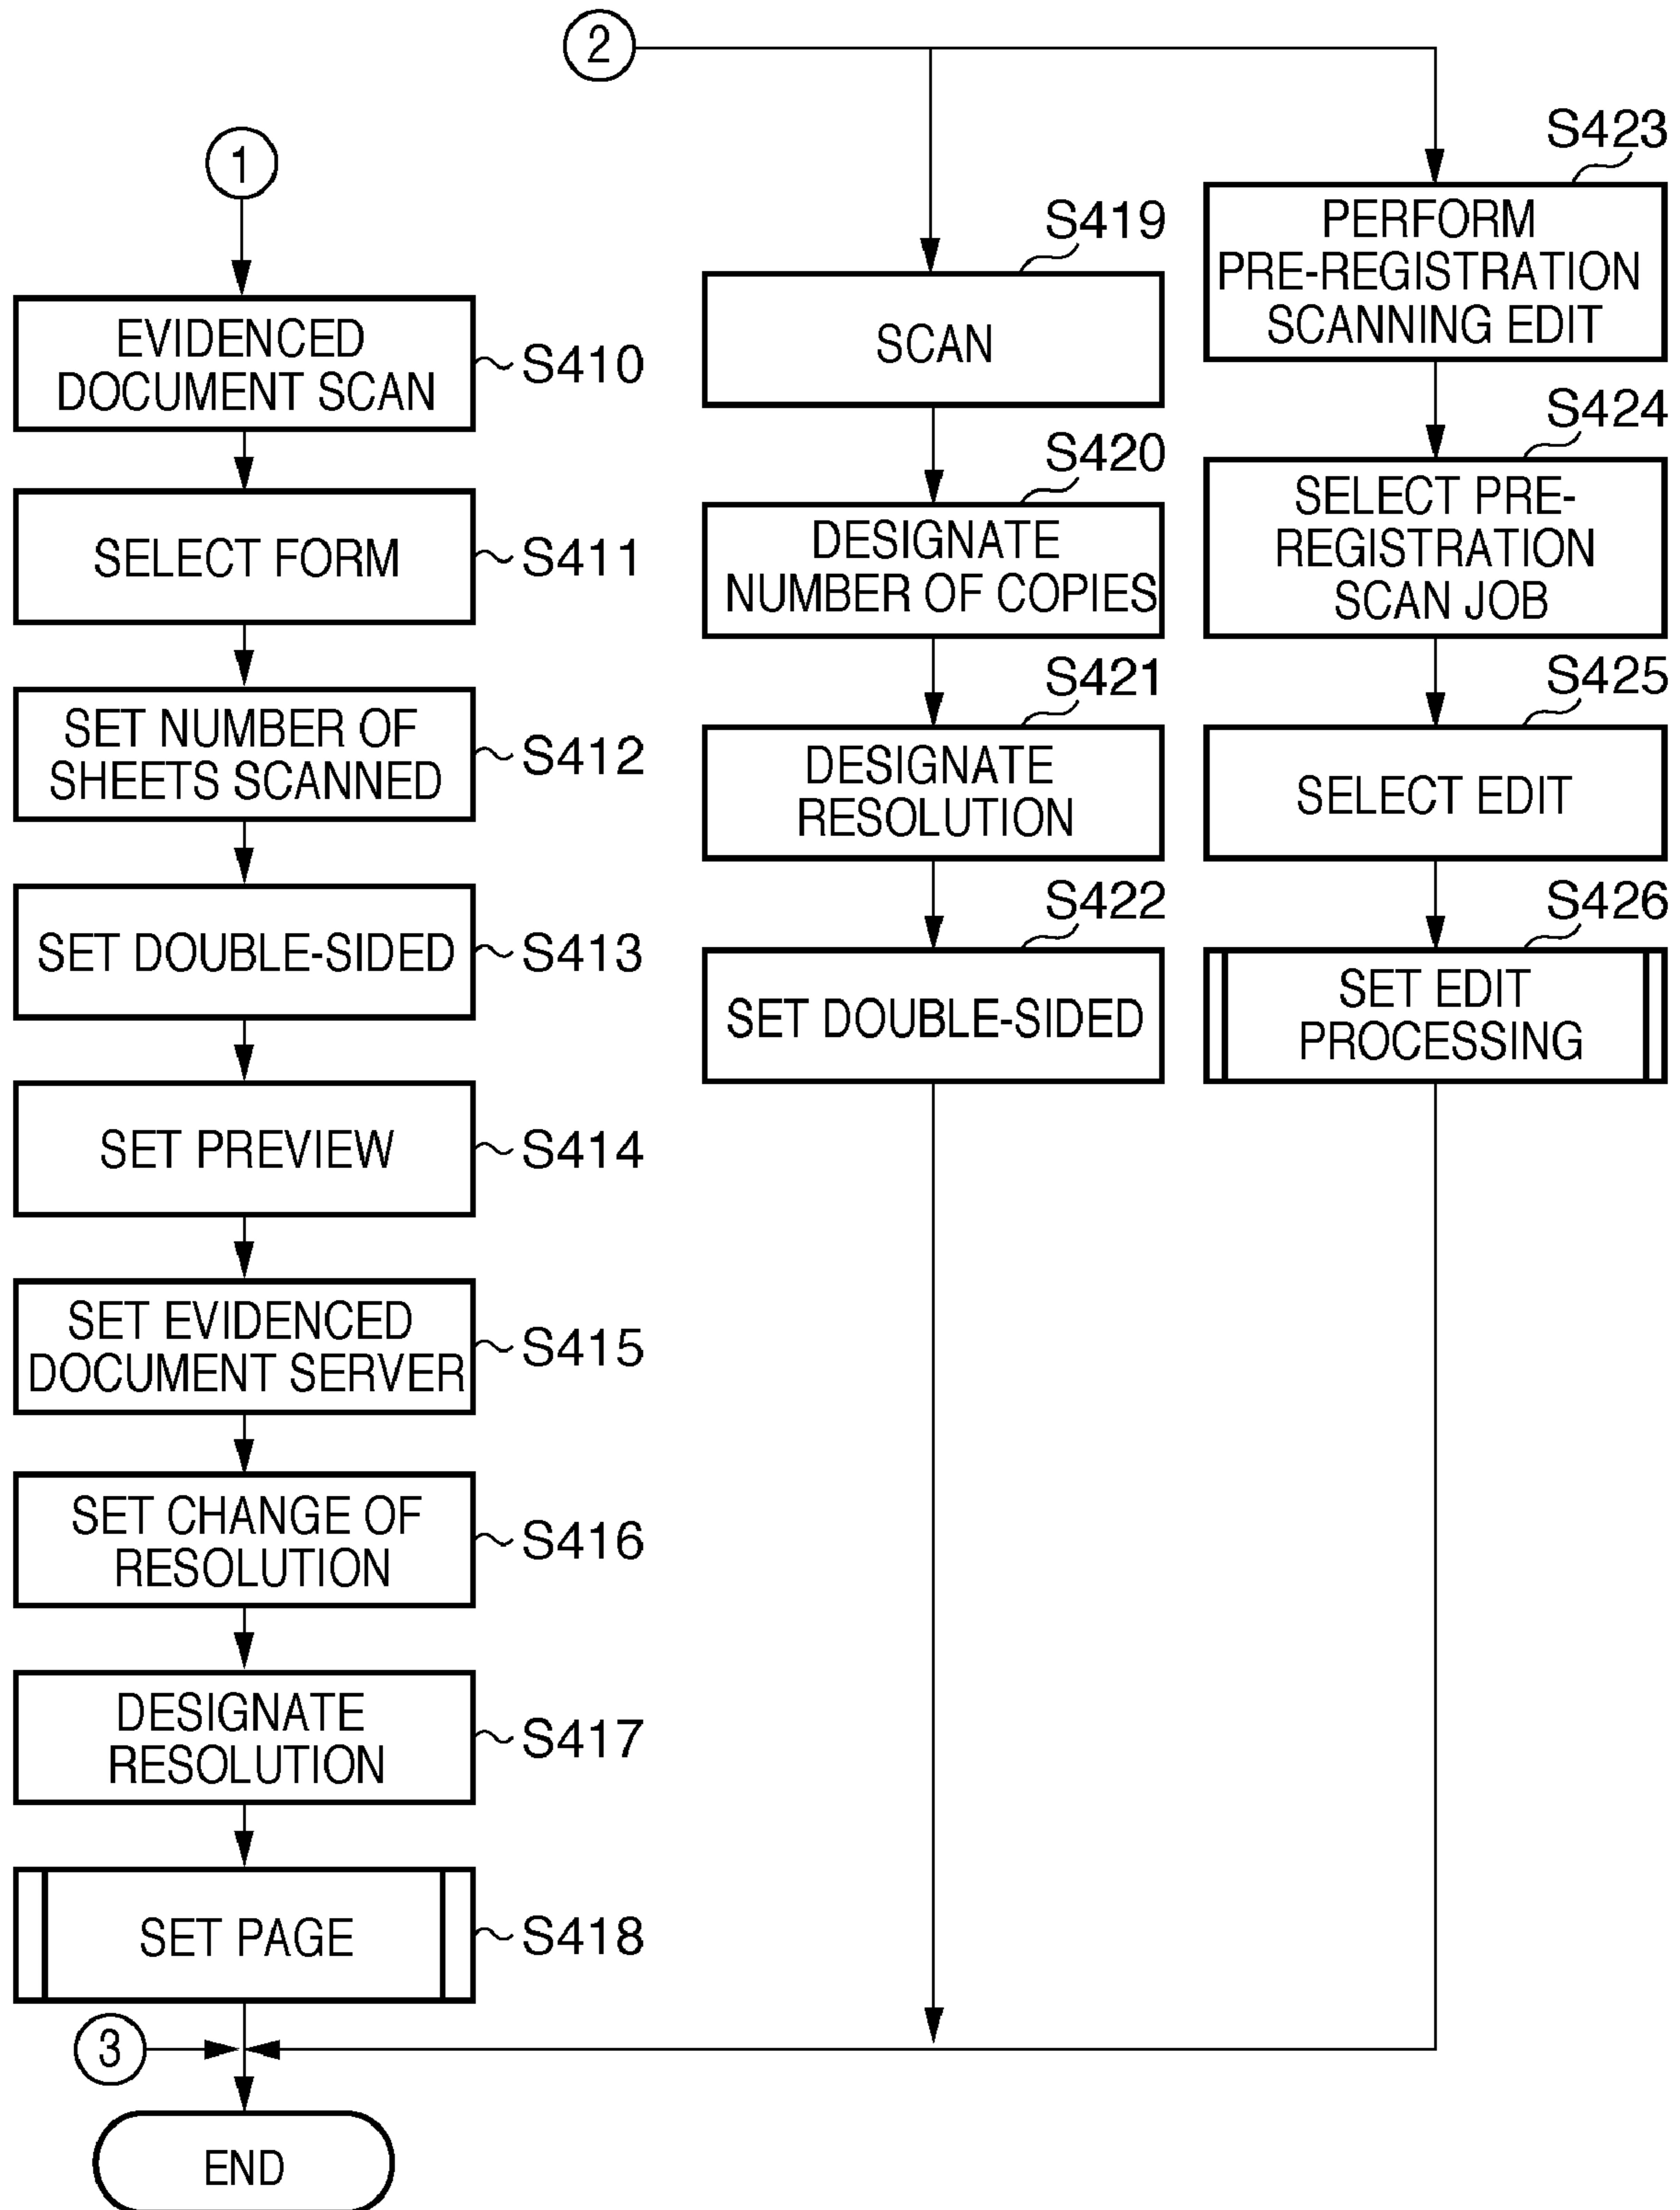 1
EVIDENCED
DOCUMENT SCAN
S410
SELECT FORM
S411
SET NUMBER OF
SHEETS SCANNED
S412
SET DOUBLE-SIDED
S413
SET PREVIEW
S414
SET EVIDENCED
DOCUMENT SERVER
S415
SET CHANGE OF
RESOLUTION
S416
DESIGNATE
RESOLUTION
S417
SET PAGE
S418
3
END
2
S419
SCAN
S420
DESIGNATE
NUMBER OF COPIES
S421
DESIGNATE
RESOLUTION
S422
SET DOUBLE-SIDED
S423
PERFORM
PRE-REGISTRATION
SCANNING EDIT
S424
SELECT PRE-
REGISTRATION
SCAN JOB
S425
SELECT EDIT
S426
SET EDIT
PROCESSING